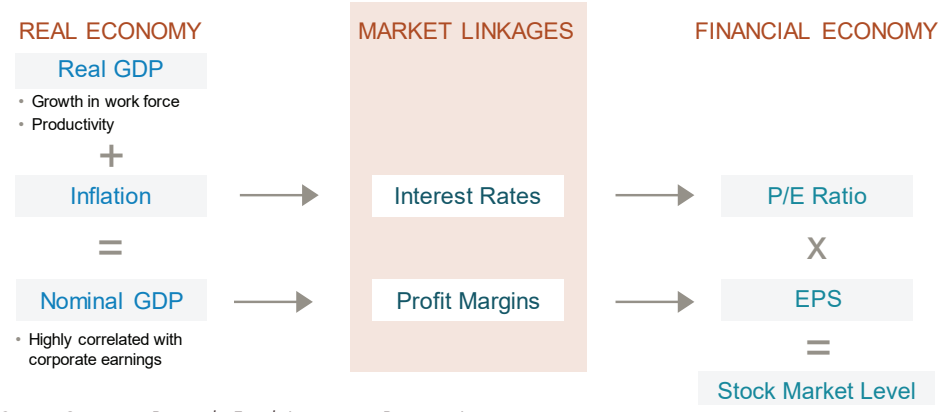 REAL ECONOMY
MARKET LINKAGES
FINANCIAL ECONOMY
Real GDP
• Growth in work force
• Productivity
+
Inflation
Interest Rates
P/E Ratio
=
X
Nominal GDP
Profit Margins
EPS
• Highly correlated with
corporate earnings
=
Stock Market Level